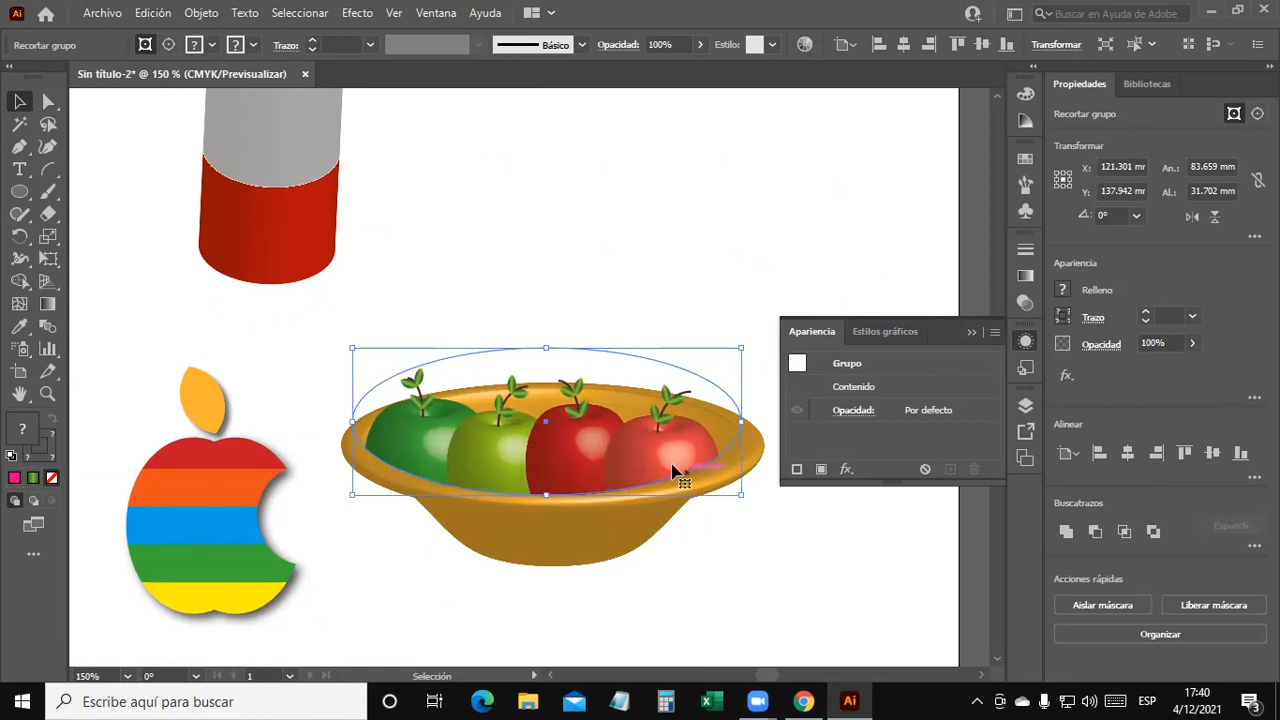 Ai Archivo Edición Objeto Texto Seleccionar Efecto Ver Ventana Ayuda Buscar en Ayuda de Adobe
Recortar grupo ? ? Trazo: Básico Opacidad: 100% Estilo: Transformar
Sin título-2* @ 150 % (CMYK/Previsualizar) ×
Propiedades Bibliotecas
Recortar grupo
Transformar
X: 121.301 mr An.: 83.659 mm
Y: 137.942 mr Al.: 31.702 mm
0°
Apariencia
? Relleno
Trazo
Opacidad 100%
fx.
Apariencia Estilos gráficos
Grupo
Contenido
Opacidad: Por defecto
fx.
Alinear
Buscatrazos
Expandir
Acciones rápidas
Aislar máscara Liberar máscara
Organizar
?
150% 0° 1 Selección
Escribe aquí para buscar
ESP
17:40
4/12/2021
3